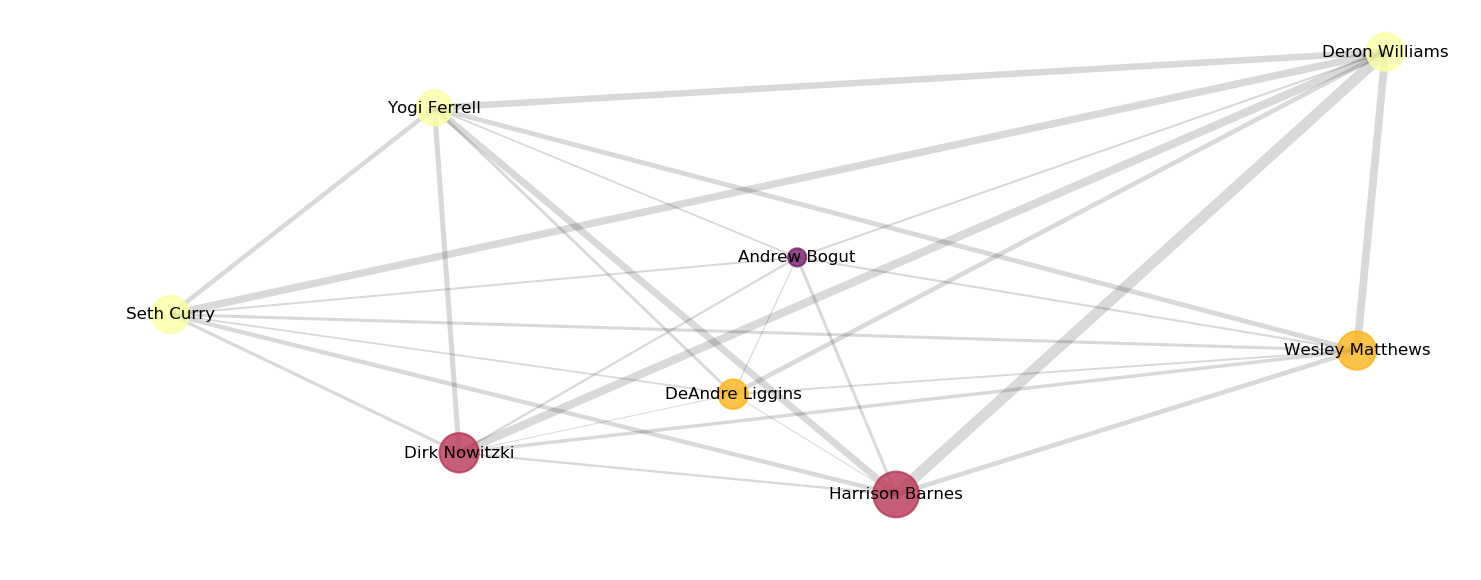 Deron Williams
Yogi Ferrell
Andrew Bogut
Seth Curry
Wesley Matthews
DeAndre Liggins
Dirk Nowitzki
Harrison Barnes